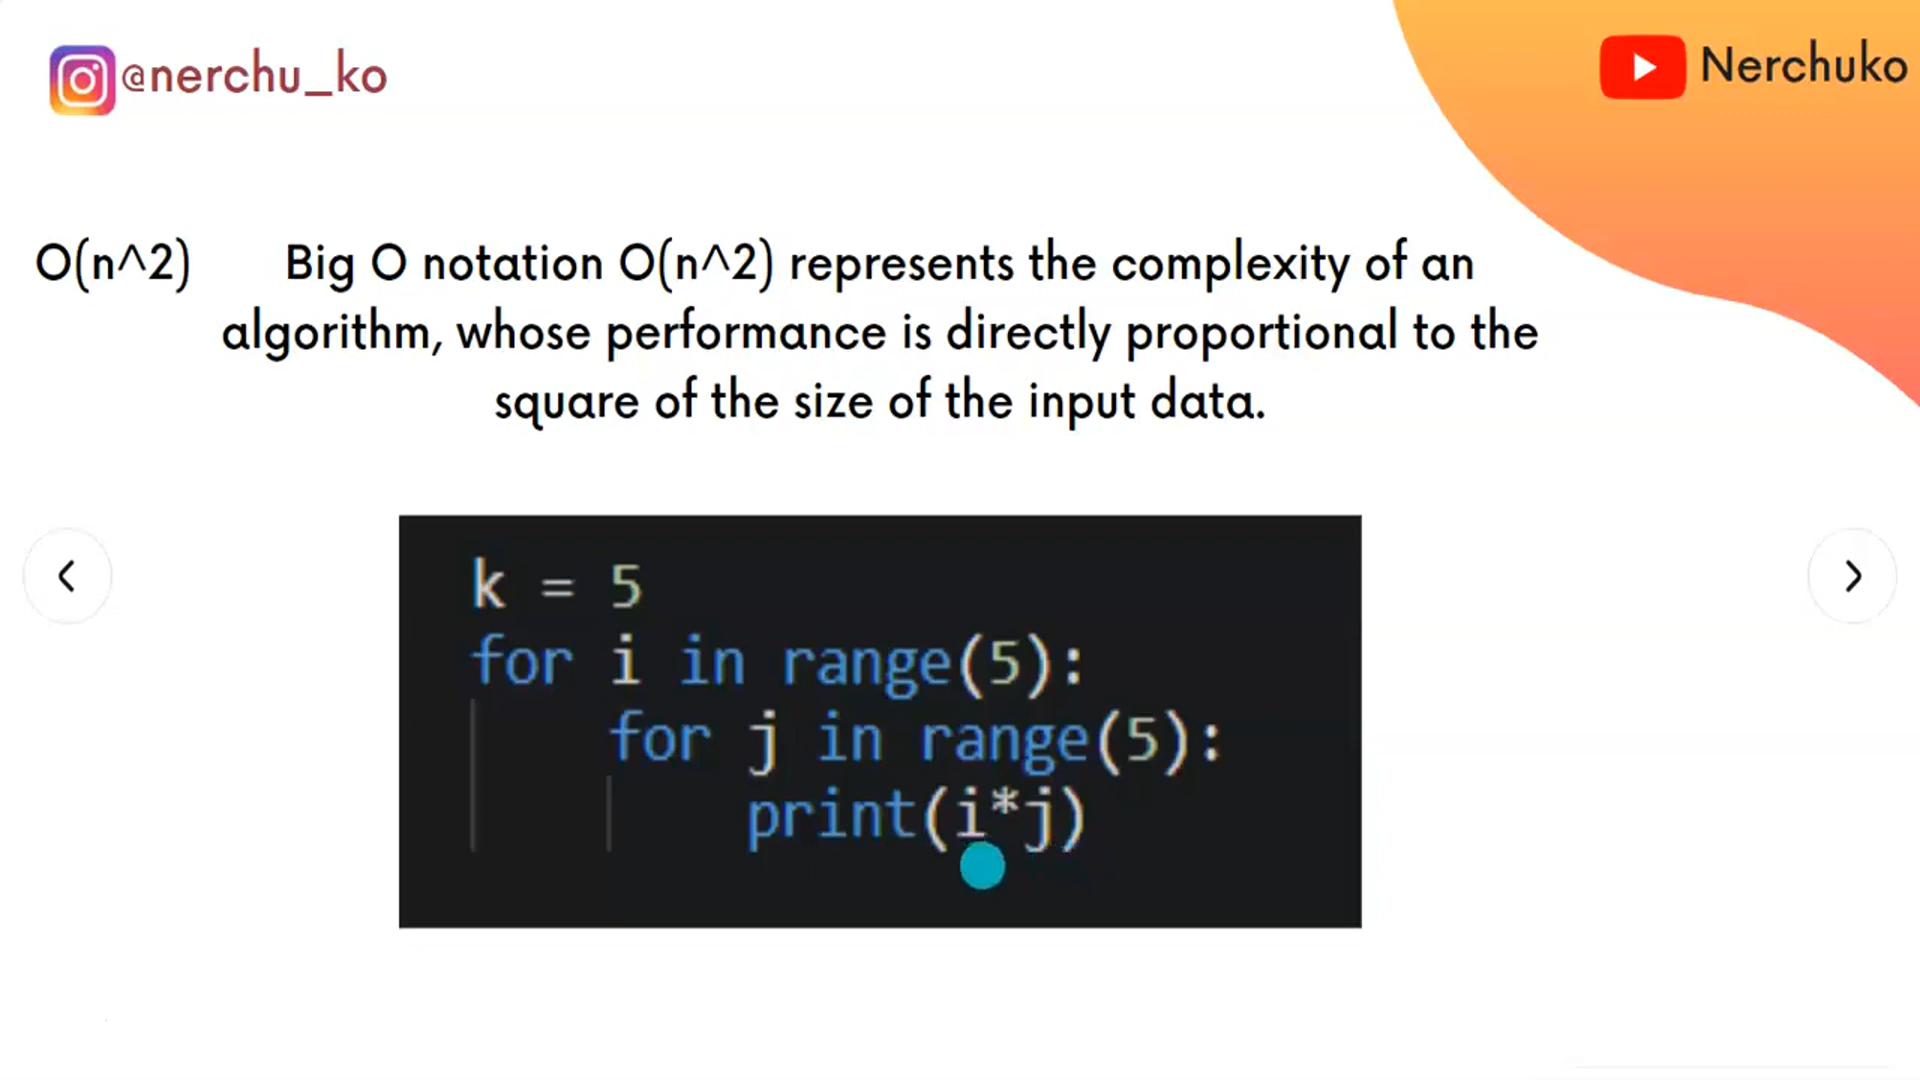 @nerchu_ko
Nerchuko
O(n^2)
Big O notation O(n^2) represents the complexity of an
algorithm, whose performance is directly proportional to the
square of the size of the input data.
k = 5
for i in range(5):
    for j in range(5):
        print(i*j)